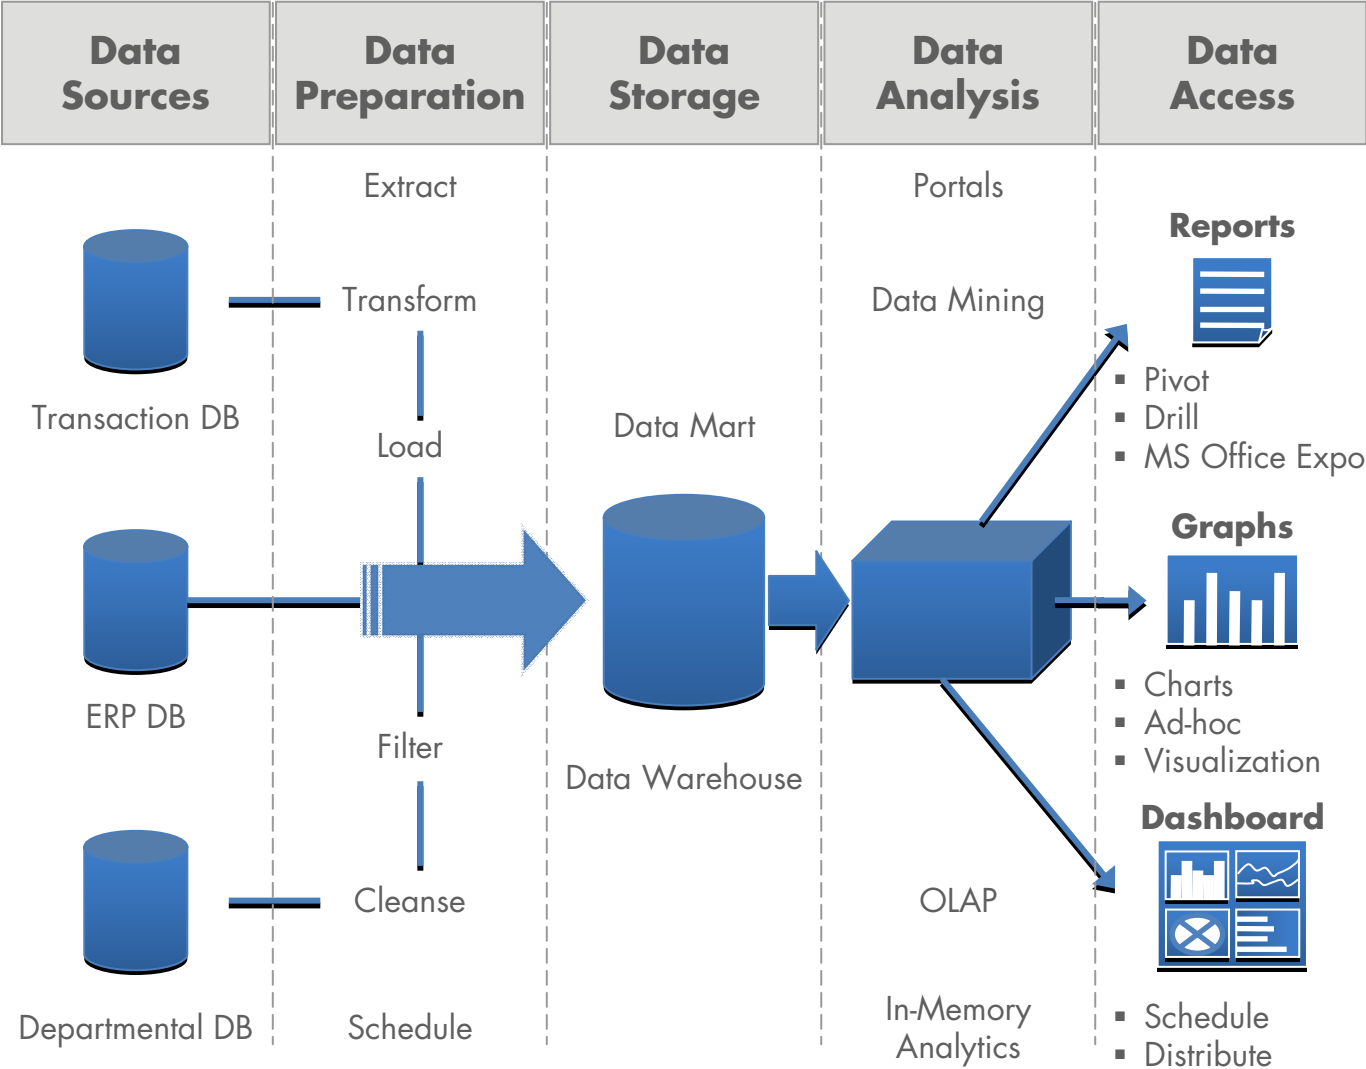 Data
Sources
Data
Preparation
Data
Storage
Data
Analysis
Data
Access
Transaction DB
ERP DB
Departmental DB
Extract
Transform
Load
Filter
Cleanse
Schedule
Data Mart
Data Warehouse
Portals
Data Mining
OLAP
In-Memory
Analytics
Reports
▪ Pivot
▪ Drill
▪ MS Office Expo
Graphs
▪ Charts
▪ Ad-hoc
▪ Visualization
Dashboard
▪ Schedule
▪ Distribute